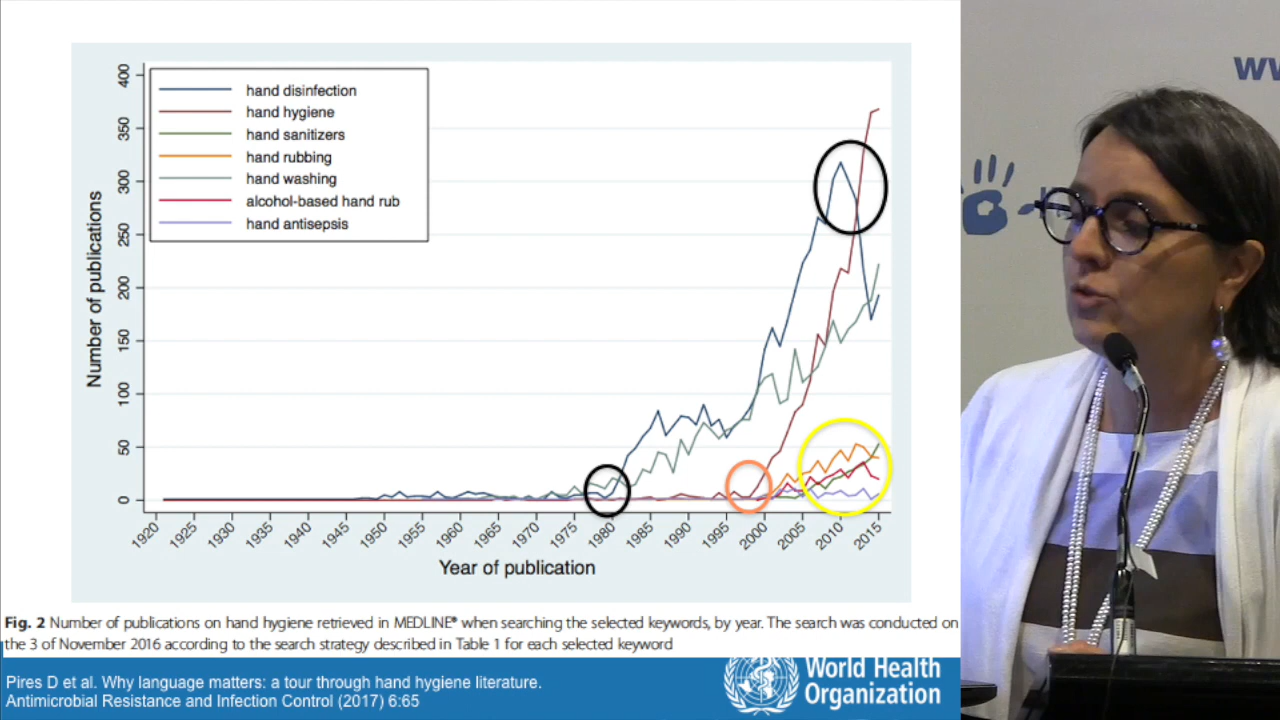 400
350
300
250
200
150
100
50
0
Number of publications
hand disinfection
hand hygiene
hand sanitizers
hand rubbing
hand washing
alcohol-based hand rub
hand antisepsis
1920
1925
1930
1935
1940
1945
1950
1955
1960
1965
1970
1975
1980
1985
1990
1995
2000
2005
2010
2015
Year of publication
Fig. 2 Number of publications on hand hygiene retrieved in MEDLINE® when searching the selected keywords, by year. The search was conducted on
the 3 of November 2016 according to the search strategy described in Table 1 for each selected keyword
Pires D et al. Why language matters: a tour through hand hygiene literature.
Antimicrobial Resistance and Infection Control (2017) 6:65
World Health
Organization